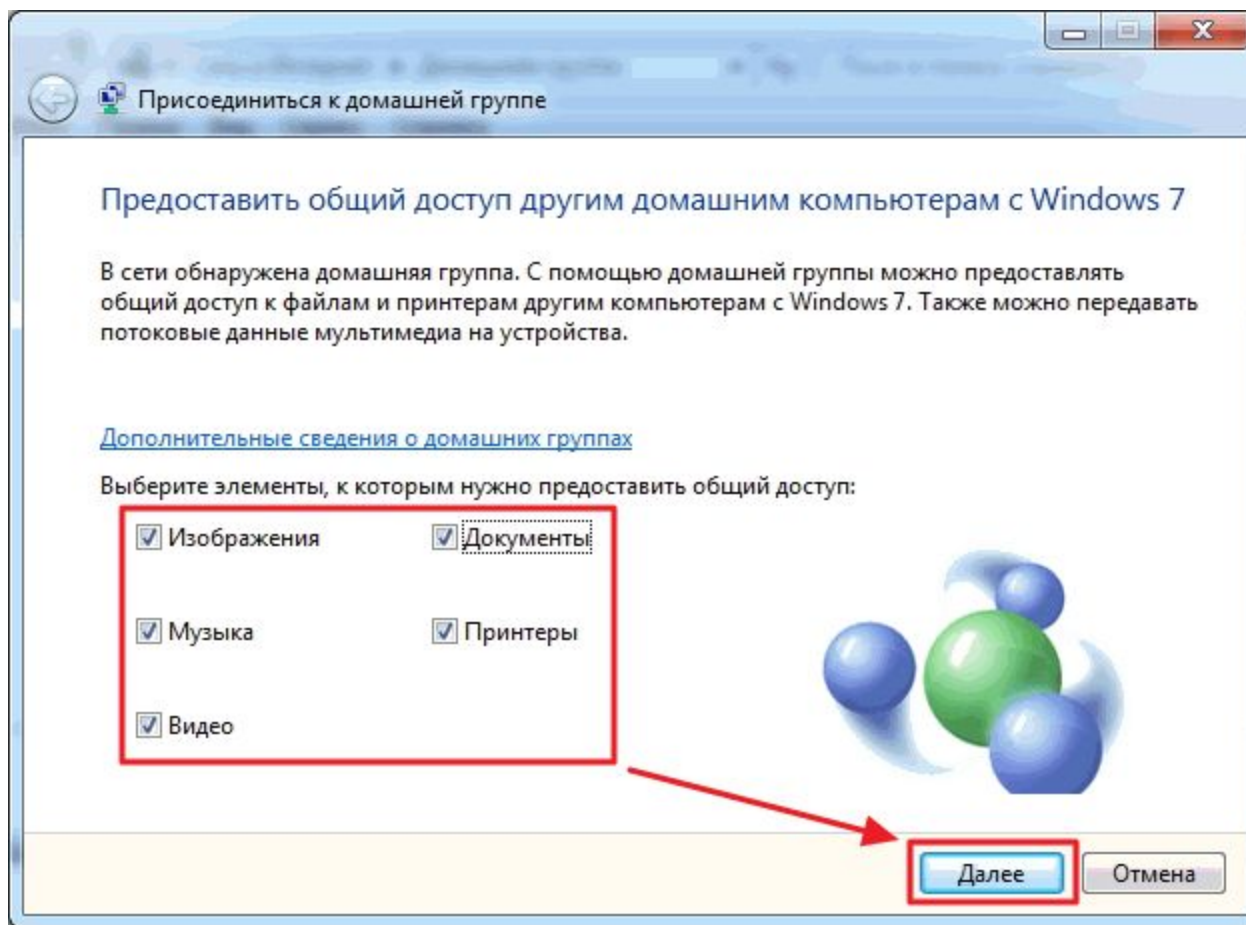 Присоединиться к домашней группе
Предоставить общий доступ другим домашним компьютерам с Windows 7
В сети обнаружена домашняя группа. С помощью домашней группы можно предоставлять
общий доступ к файлам и принтерам другим компьютерам с Windows 7. Также можно передавать
потоковые данные мультимедиа на устройства.
Дополнительные сведения о домашних группах
Выберите элементы, к которым нужно предоставить общий доступ:
Изображения Документы
Музыка Принтеры
Видео
Далее Отмена